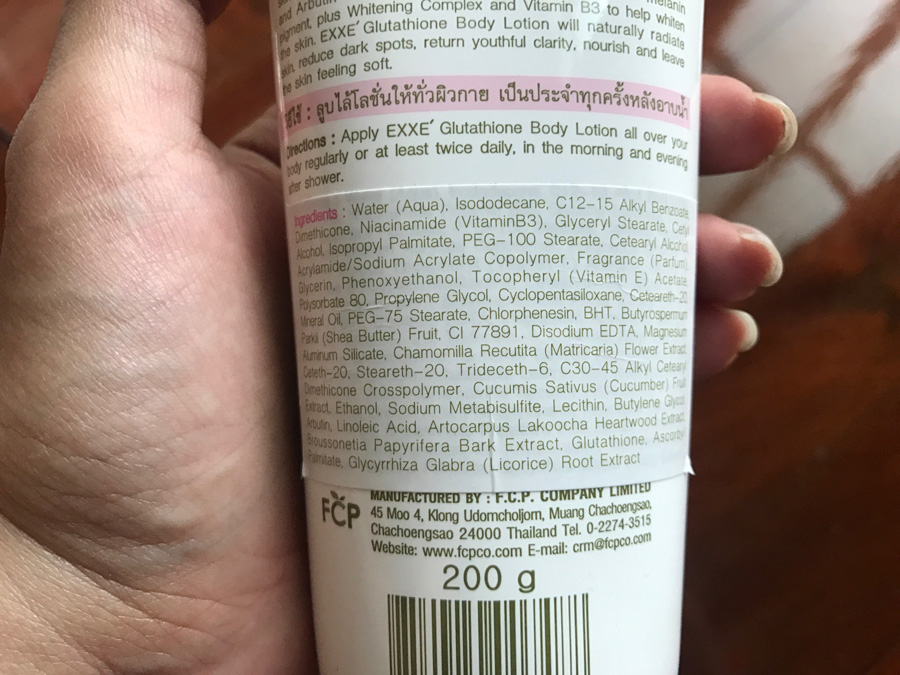 and Arbutin
pigment, plus Whitening Complex and Vitamin B3 to help whiten
the skin. EXXE´ Glutathione Body Lotion will naturally radiate
skin, reduce dark spots, return youthful clarity, nourish and leave
the skin feeling soft.
วิธีใช้ : ลูบไล้โลชั่นให้ทั่วผิวกาย เป็นประจำทุกครั้งหลังอาบน้ำ
Directions : Apply EXXE´ Glutathione Body Lotion all over your
body regularly or at least twice daily, in the morning and evening
after shower.
Ingredients : Water (Aqua), Isododecane, C12-15 Alkyl Benzoate,
Dimethicone, Niacinamide (VitaminB3), Glyceryl Stearate, Cetyl
Alcohol, Isopropyl Palmitate, PEG-100 Stearate, Cetearyl Alcohol,
Acrylamide/Sodium Acrylate Copolymer, Fragrance (Parfum),
Glycerin, Phenoxyethanol, Tocopheryl (Vitamin E) Acetate,
Polysorbate 80, Propylene Glycol, Cyclopentasiloxane, Ceteareth-20,
Mineral Oil, PEG-75 Stearate, Chlorphenesin, BHT, Butyrospermum
Parkii (Shea Butter) Fruit, CI 77891, Disodium EDTA, Magnesium
Aluminum Silicate, Chamomilla Recutita (Matricaria) Flower Extract,
Ceteth-20, Steareth-20, Trideceth-6, C30-45 Alkyl Cetearyl
Dimethicone Crosspolymer, Cucumis Sativus (Cucumber) Fruit
Extract, Ethanol, Sodium Metabisulfite, Lecithin, Butylene Glycol,
Arbutin, Linoleic Acid, Artocarpus Lakoocha Heartwood Extract,
Broussonetia Papyrifera Bark Extract, Glutathione, Ascorbyl
Palmitate, Glycyrrhiza Glabra (Licorice) Root Extract
FCP
MANUFACTURED BY : F.C.P. COMPANY LIMITED
45 Moo 4, Klong Udomcholjorn, Muang Chachoengsao,
Chachoengsao 24000 Thailand Tel. 0-2274-3515
Website: www.fcpco.com E-mail: crm@fcpco.com
200 g